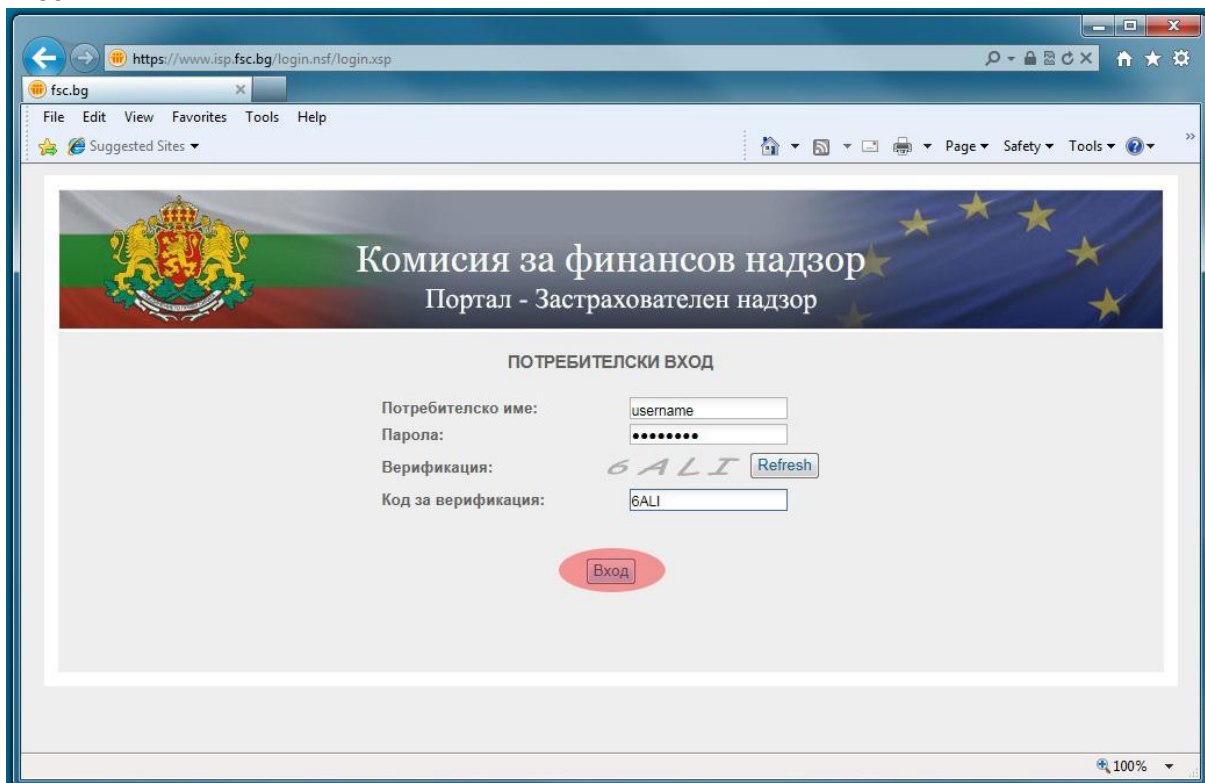 https://www.isp.fsc.bg/login.nsf/login.xsp
fsc.bg
File Edit View Favorites Tools Help
Suggested Sites
Page Safety Tools
Комисия за финансов надзор
Портал - Застрахователен надзор
ПОТРЕБИТЕЛСКИ ВХОД
Потребителско име: username
Парола: ••••••••
Верификация: 6ALI Refresh
Код за верификация: 6ALI
Вход
100%